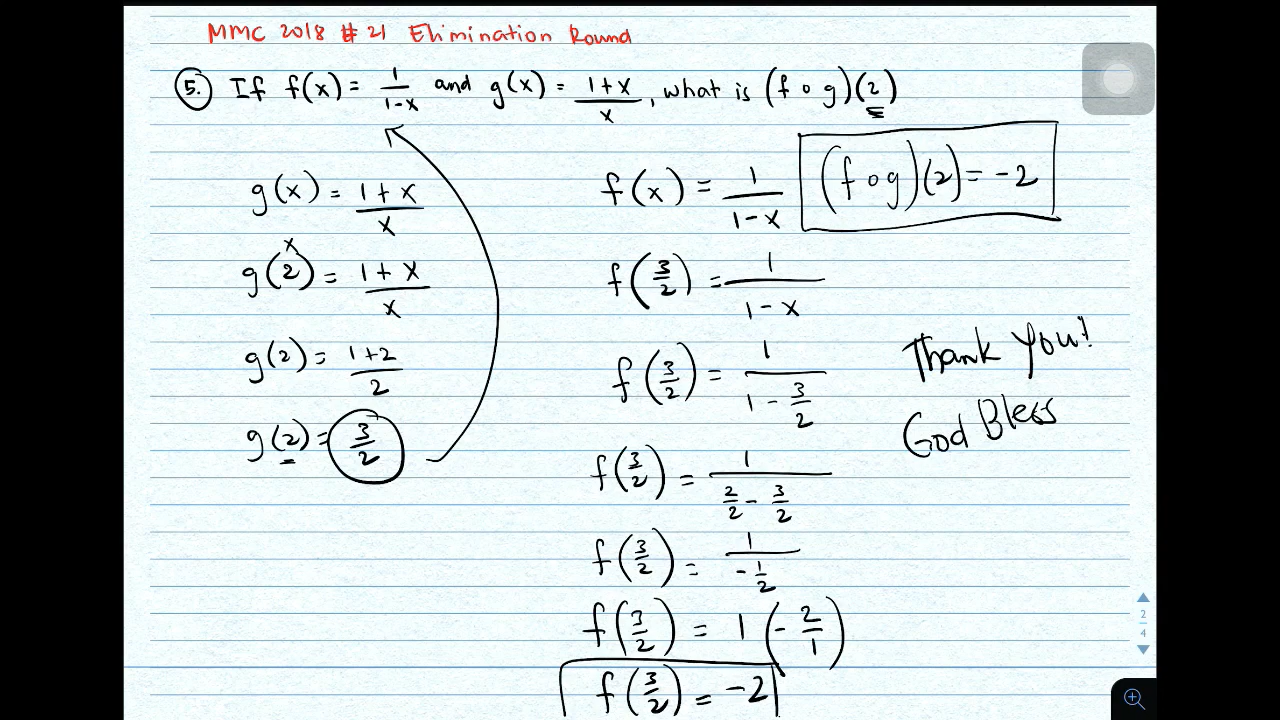 MMC 2018 # 21 Elimination Round
5. If f(x) = 1/(1-x) and g(x) = (1+x)/x, what is (f o g)(2)
g(x) = (1+x)/x
x
g(2) = (1+x)/x
g(2) = (1+2)/2
g(2) = 3/2
f(x) = 1/(1-x)
f(3/2) = 1/(1-x)
f(3/2) = 1/(1 - 3/2)
f(3/2) = 1/(2/2 - 3/2)
f(3/2) = 1/(-1/2)
f(3/2) = 1 (-2/1)
f(3/2) = -2
(f o g)(2) = -2
Thank You!
God Bless
2
4